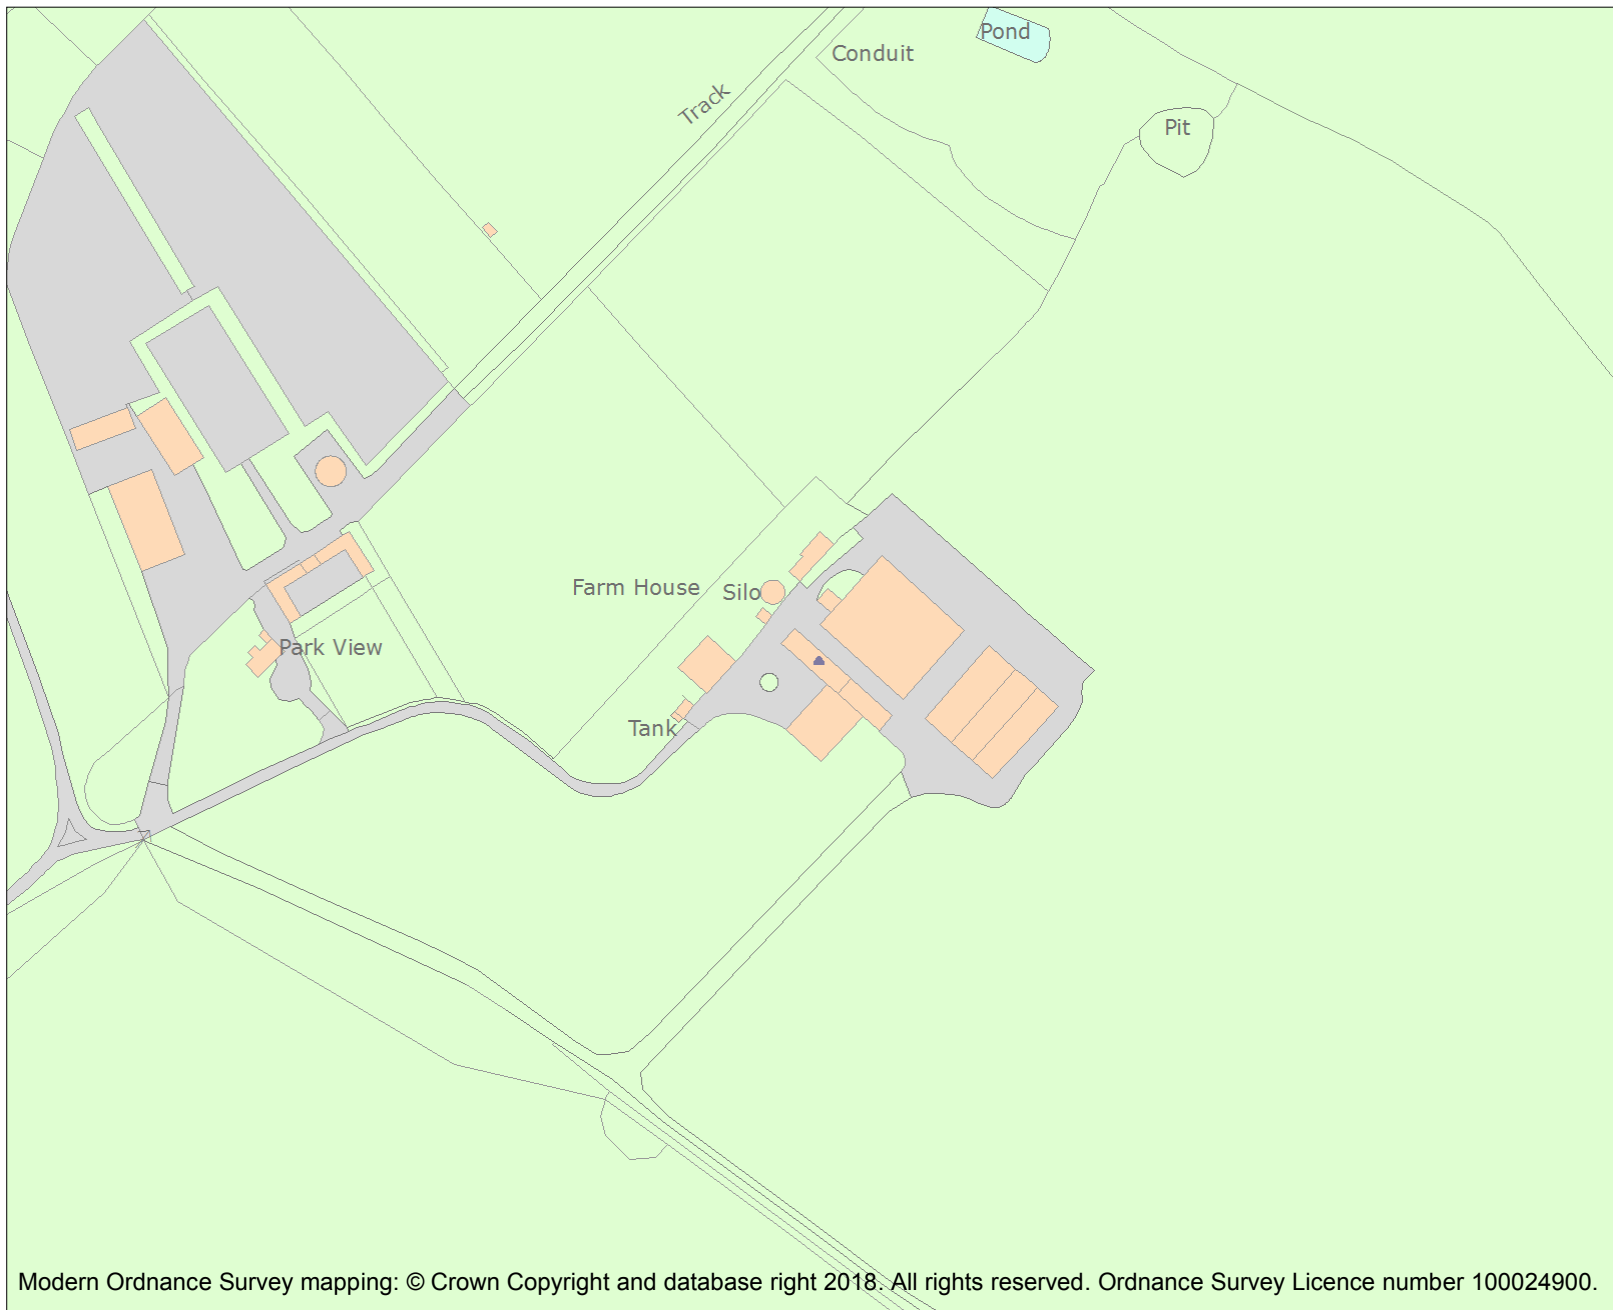 Pond
Conduit
Track
Pit
Farm House
Silo
Park View
Tank
Modern Ordnance Survey mapping: © Crown Copyright and database right 2018. All rights reserved. Ordnance Survey Licence number 100024900.